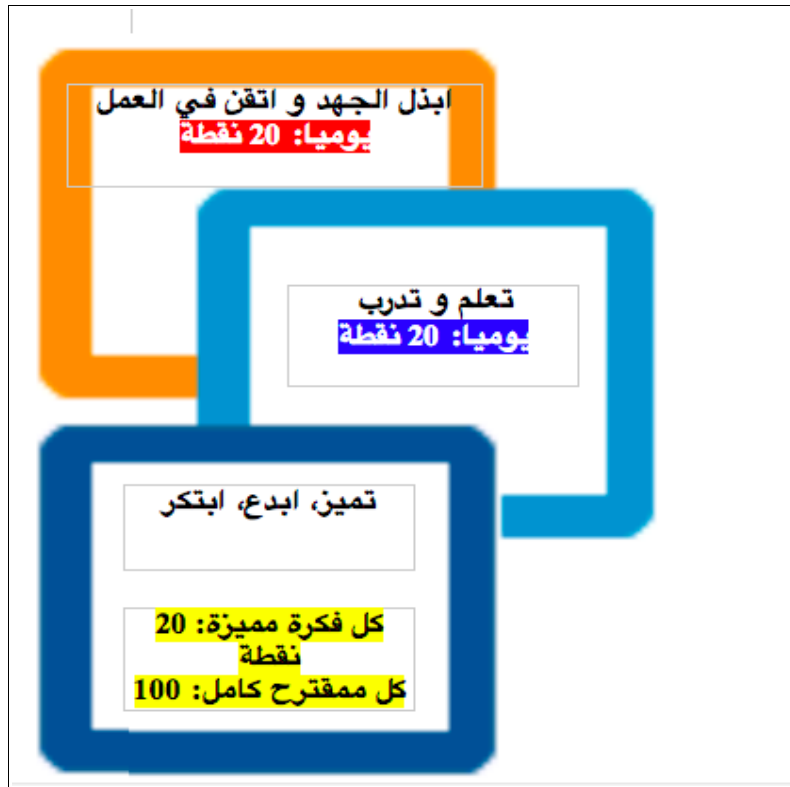 ابذل الجهد و اتقن في العمل
يوميا: 20 نقطة
تعلم و تدرب
يوميا: 20 نقطة
تميز، ابدع، ابتكر
كل فكرة مميزة: 20
نقطة
كل ممقترح كامل: 100